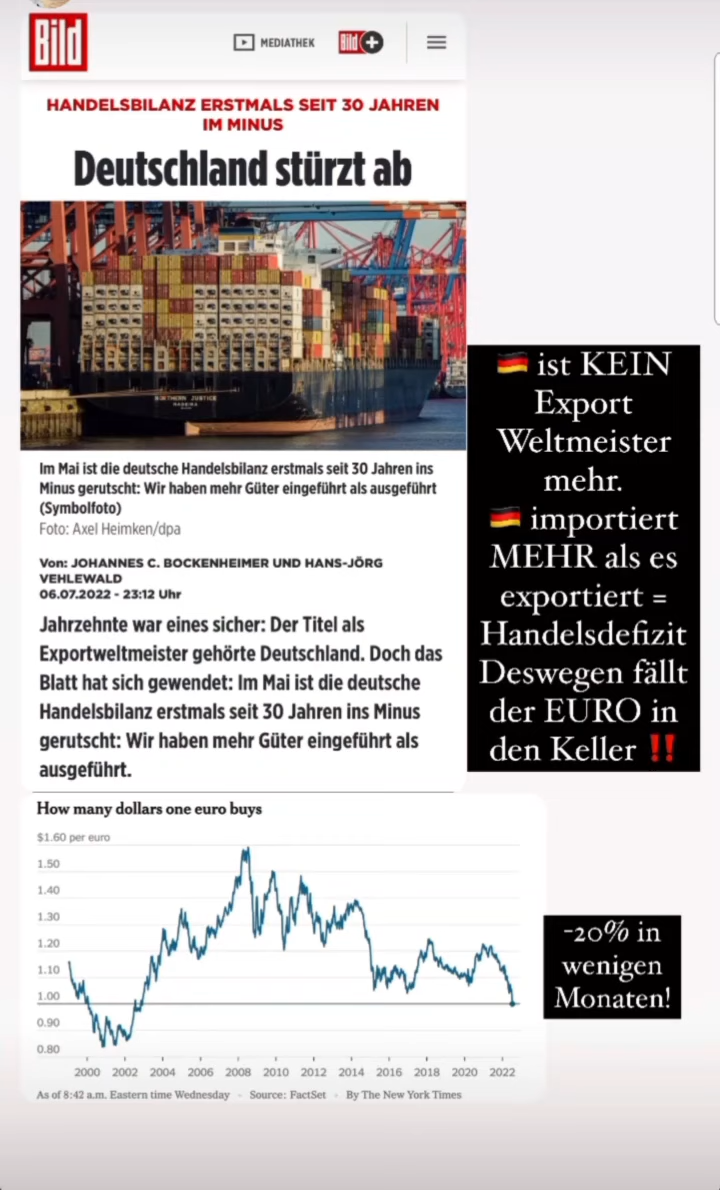 Bild
MEDIATHEK
Bild +
HANDELSBILANZ ERSTMALS SEIT 30 JAHREN
IM MINUS
Deutschland stürzt ab
NORTHERN JUSTICE
MADEIRA
Im Mai ist die deutsche Handelsbilanz erstmals seit 30 Jahren ins
Minus gerutscht: Wir haben mehr Güter eingeführt als ausgeführt
(Symbolfoto)
Foto: Axel Heimken/dpa
Von: JOHANNES C. BOCKENHEIMER UND HANS-JÖRG
VEHLEWALD
06.07.2022 - 23:12 Uhr
Jahrzehnte war eines sicher: Der Titel als
Exportweltmeister gehörte Deutschland. Doch das
Blatt hat sich gewendet: Im Mai ist die deutsche
Handelsbilanz erstmals seit 30 Jahren ins Minus
gerutscht: Wir haben mehr Güter eingeführt als
ausgeführt.
🇩🇪 ist KEIN
Export
Weltmeister
mehr.
🇩🇪 importiert
MEHR als es
exportiert =
Handelsdefizit
Deswegen fällt
der EURO in
den Keller ‼️
How many dollars one euro buys
$1.60 per euro
1.50
1.40
1.30
1.20
1.10
1.00
0.90
0.80
2000 2002 2004 2006 2008 2010 2012 2014 2016 2018 2020 2022
As of 8:42 a.m. Eastern time Wednesday • Source: FactSet • By The New York Times
-20% in
wenigen
Monaten!